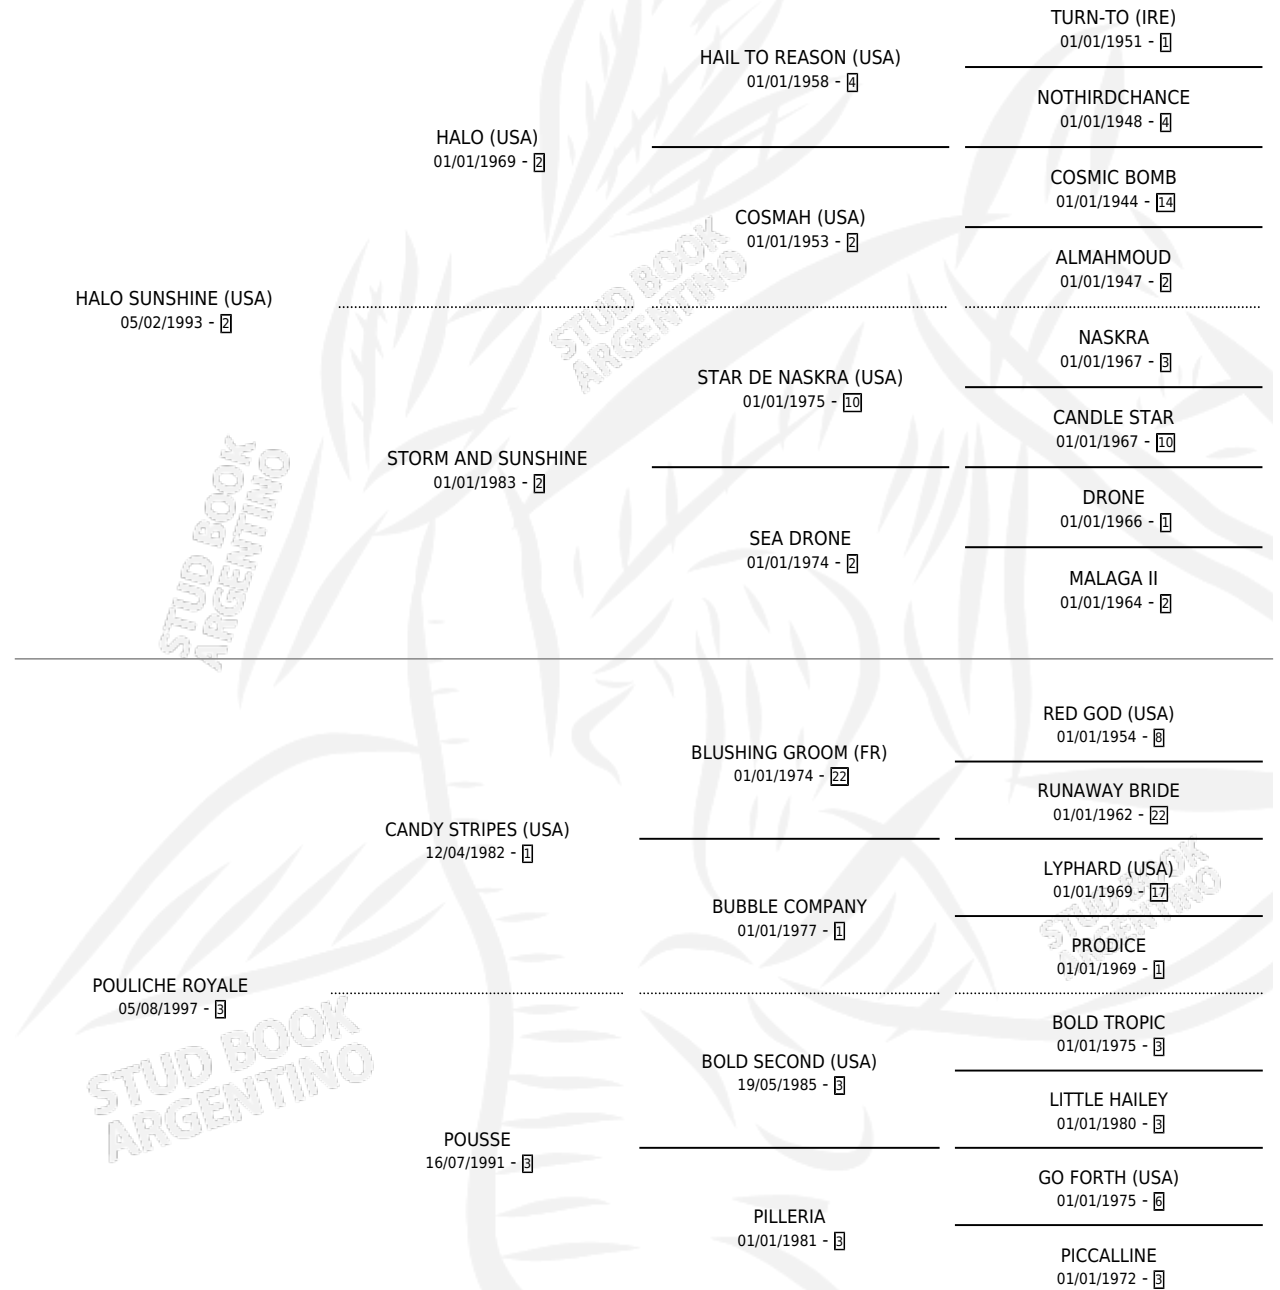 TURN-TO (IRE)
01/01/1951 - 1
HAIL TO REASON (USA)
01/01/1958 - 4
NOTHIRDCHANCE
01/01/1948 - 4
HALO (USA)
01/01/1969 - 2
COSMIC BOMB
01/01/1944 - 14
COSMAH (USA)
01/01/1953 - 2
ALMAHMOUD
01/01/1947 - 2
HALO SUNSHINE (USA)
05/02/1993 - 2
NASKRA
01/01/1967 - 3
STAR DE NASKRA (USA)
01/01/1975 - 10
CANDLE STAR
01/01/1967 - 10
STORM AND SUNSHINE
01/01/1983 - 2
DRONE
01/01/1966 - 1
SEA DRONE
01/01/1974 - 2
MALAGA II
01/01/1964 - 2
RED GOD (USA)
01/01/1954 - 8
BLUSHING GROOM (FR)
01/01/1974 - 22
RUNAWAY BRIDE
01/01/1962 - 22
CANDY STRIPES (USA)
12/04/1982 - 1
LYPHARD (USA)
01/01/1969 - 17
BUBBLE COMPANY
01/01/1977 - 1
PRODICE
01/01/1969 - 1
POULICHE ROYALE
05/08/1997 - 3
BOLD TROPIC
01/01/1975 - 3
BOLD SECOND (USA)
19/05/1985 - 3
LITTLE HAILEY
01/01/1980 - 3
POUSSE
16/07/1991 - 3
GO FORTH (USA)
01/01/1975 - 6
PILLERIA
01/01/1981 - 3
PICCALLINE
01/01/1972 - 3
STUD BOOK
ARGENTINO
STUD BOOK
ARGENTINO
STUD BOOK
ARGENTINO
STUD BOOK
ARGENTINO